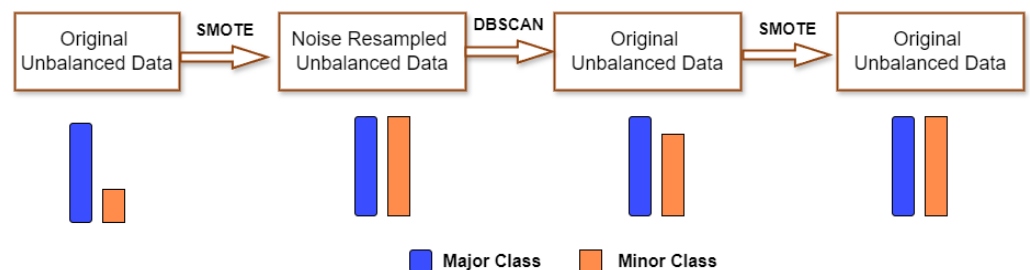 Original
Unbalanced Data
SMOTE
Noise Resampled
Unbalanced Data
DBSCAN
Original
Unbalanced Data
SMOTE
Original
Unbalanced Data
Major Class
Minor Class